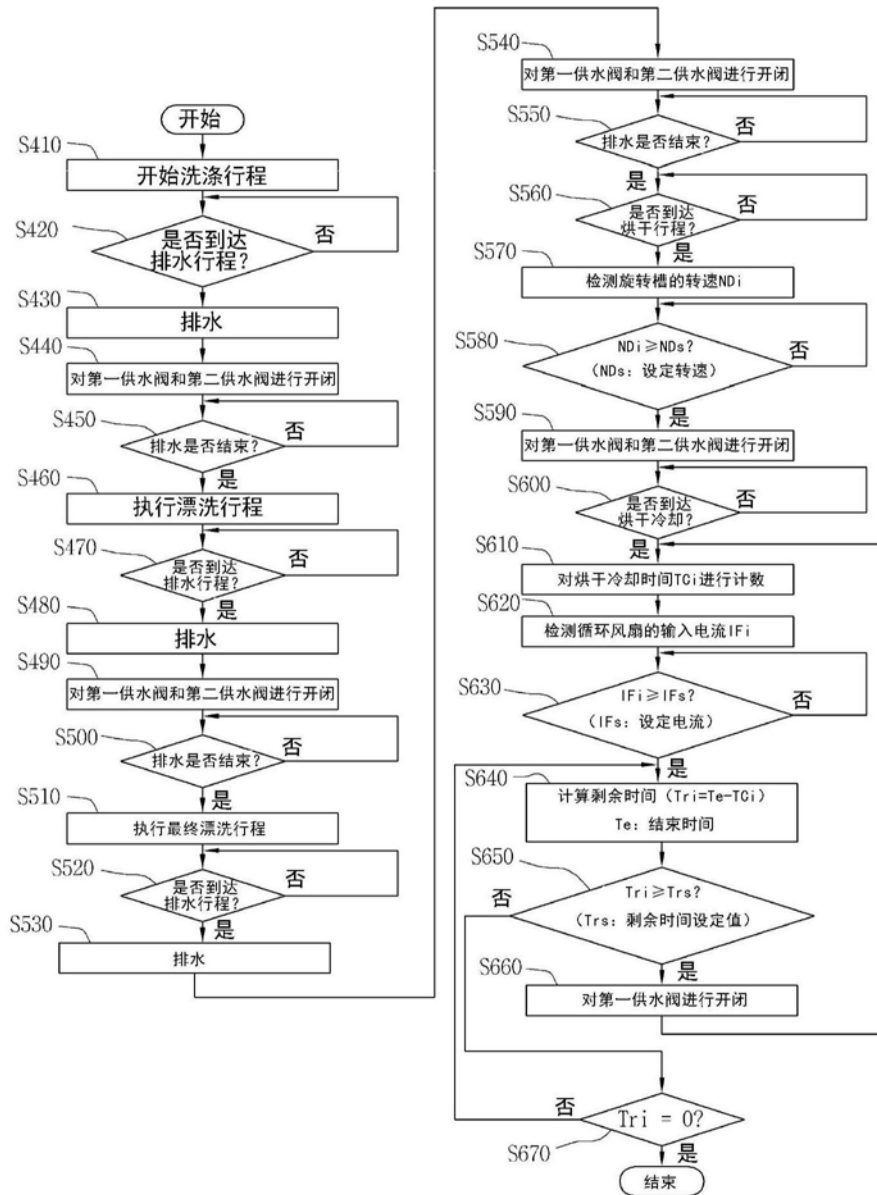 开始
S410
开始洗涤行程
S420
是否到达
排水行程?
否
是
S430
排水
S440
对第一供水阀和第二供水阀进行开闭
S450
排水是否结束?
否
是
S460
执行漂洗行程
S470
是否到达
排水行程?
否
是
S480
排水
S490
对第一供水阀和第二供水阀进行开闭
S500
排水是否结束?
否
是
S510
执行最终漂洗行程
S520
是否到达
排水行程?
否
是
S530
排水
S540
对第一供水阀和第二供水阀进行开闭
S550
排水是否结束?
否
是
S560
是否到达
烘干行程?
否
是
S570
检测旋转槽的转速NDi
S580
NDi≥NDs?
(NDs: 设定转速)
否
是
S590
对第一供水阀和第二供水阀进行开闭
S600
是否到达
烘干冷却?
否
是
S610
对烘干冷却时间TCi进行计数
S620
检测循环风扇的输入电流IFi
S630
IFi≥IFs?
(IFs: 设定电流)
否
是
S640
计算剩余时间 (Tri=Te-TCi)
Te: 结束时间
S650
Tri≥Trs?
(Trs: 剩余时间设定值)
否
是
S660
对第一供水阀进行开闭
Tri = 0?
否
S670
是
结束